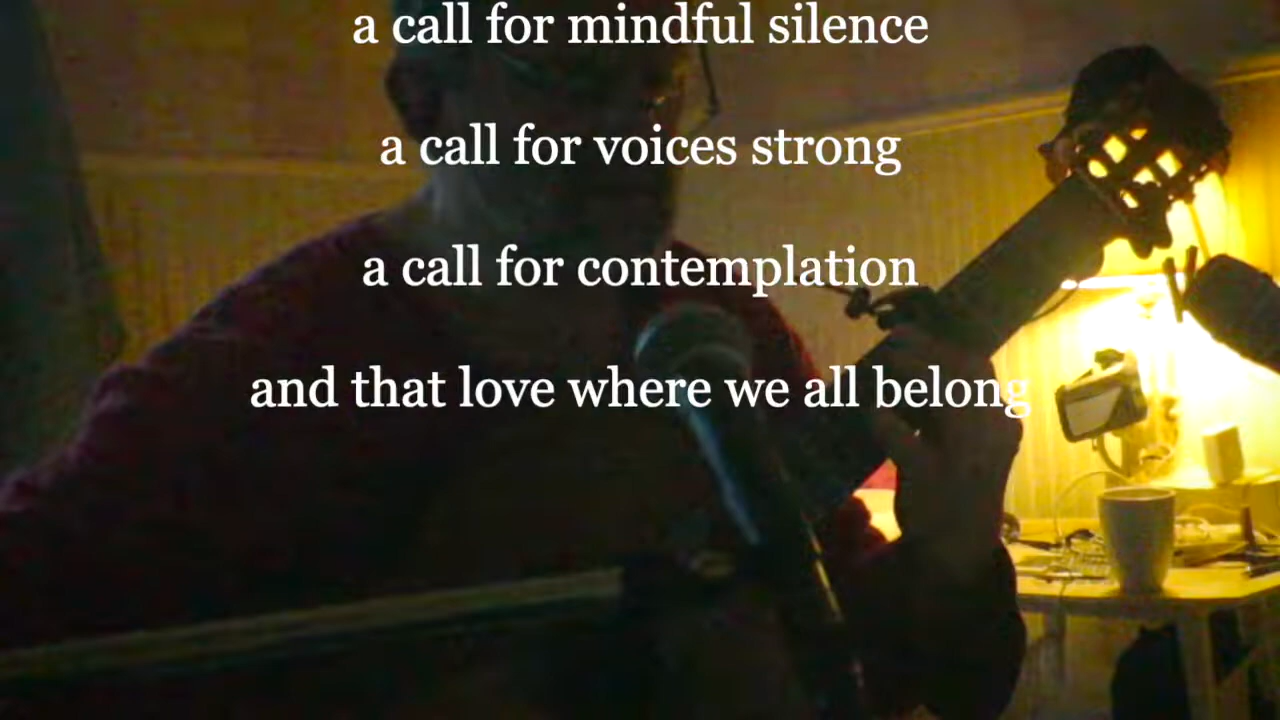 a call for mindful silence
a call for voices strong
a call for contemplation
and that love where we all belong